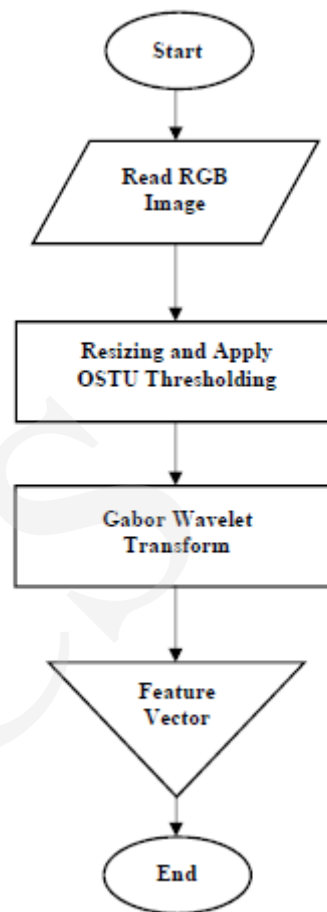 Start
Read RGB
Image
Resizing and Apply
OSTU Thresholding
Gabor Wavelet
Transform
Feature
Vector
End